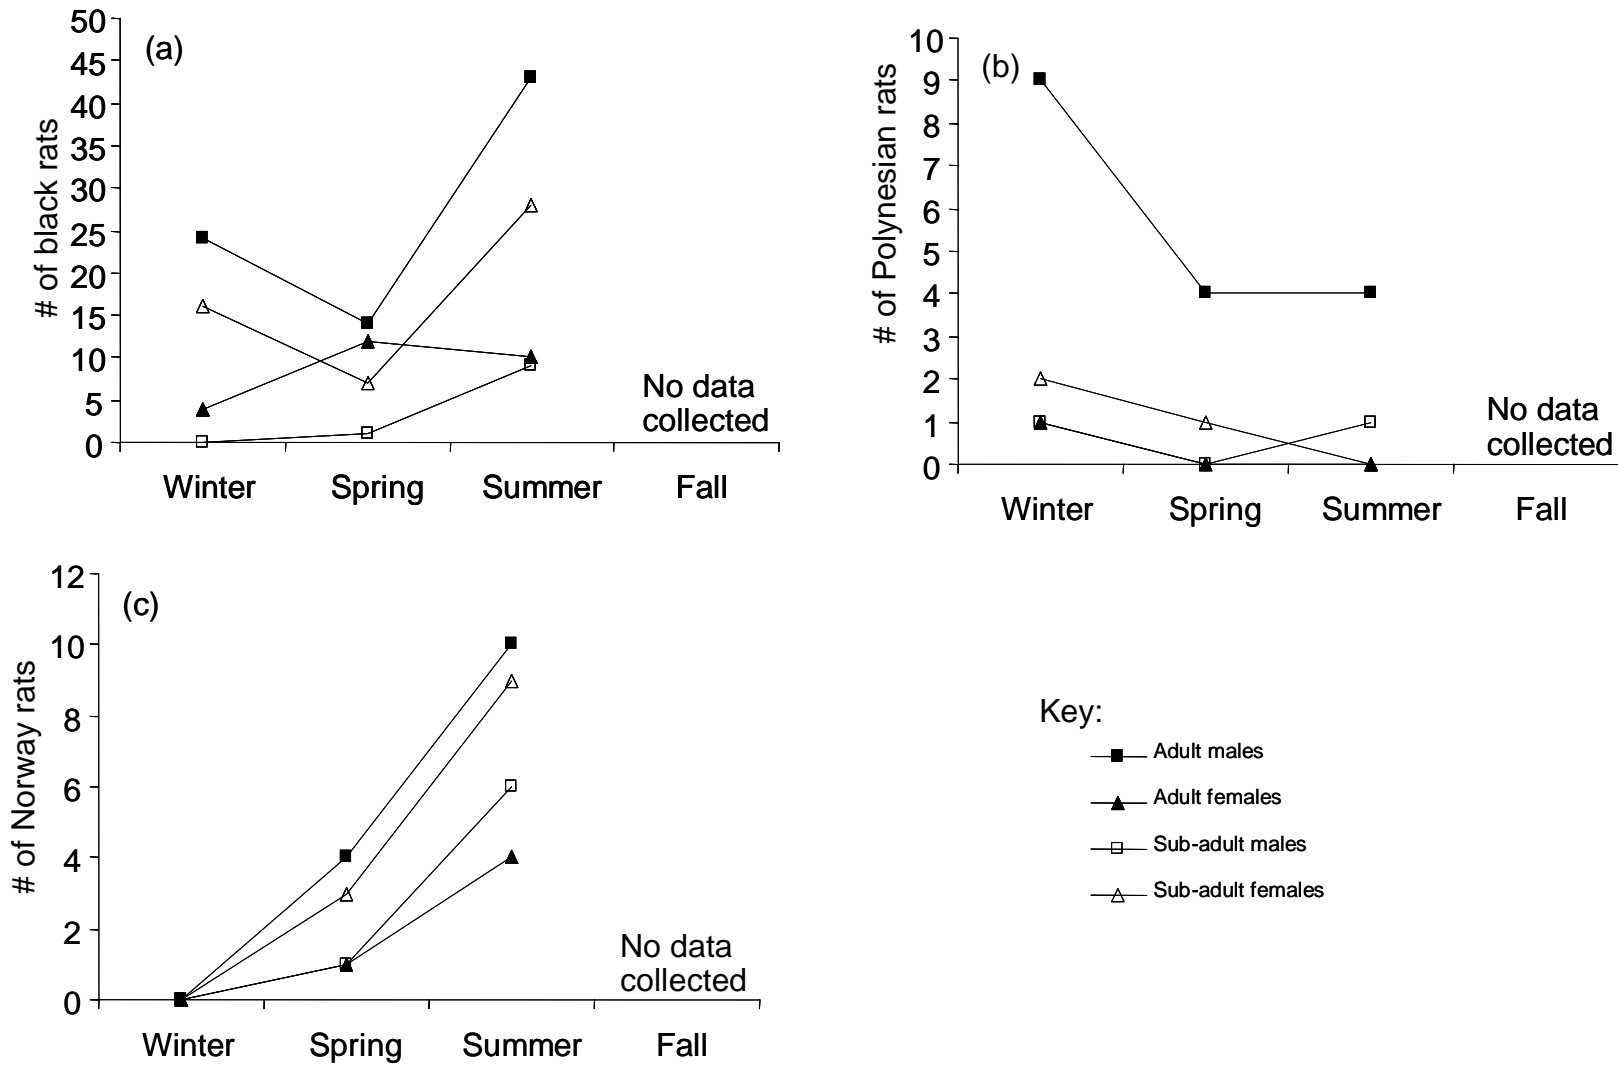 (a)
# of black rats
50
45
40
35
30
25
20
15
10
5
0
No data
collected
Winter Spring Summer Fall
(b)
# of Polynesian rats
10
9
8
7
6
5
4
3
2
1
0
No data
collected
Winter Spring Summer Fall
(c)
# of Norway rats
12
10
8
6
4
2
0
No data
collected
Winter Spring Summer Fall
Key:
Adult males
Adult females
Sub-adult males
Sub-adult females